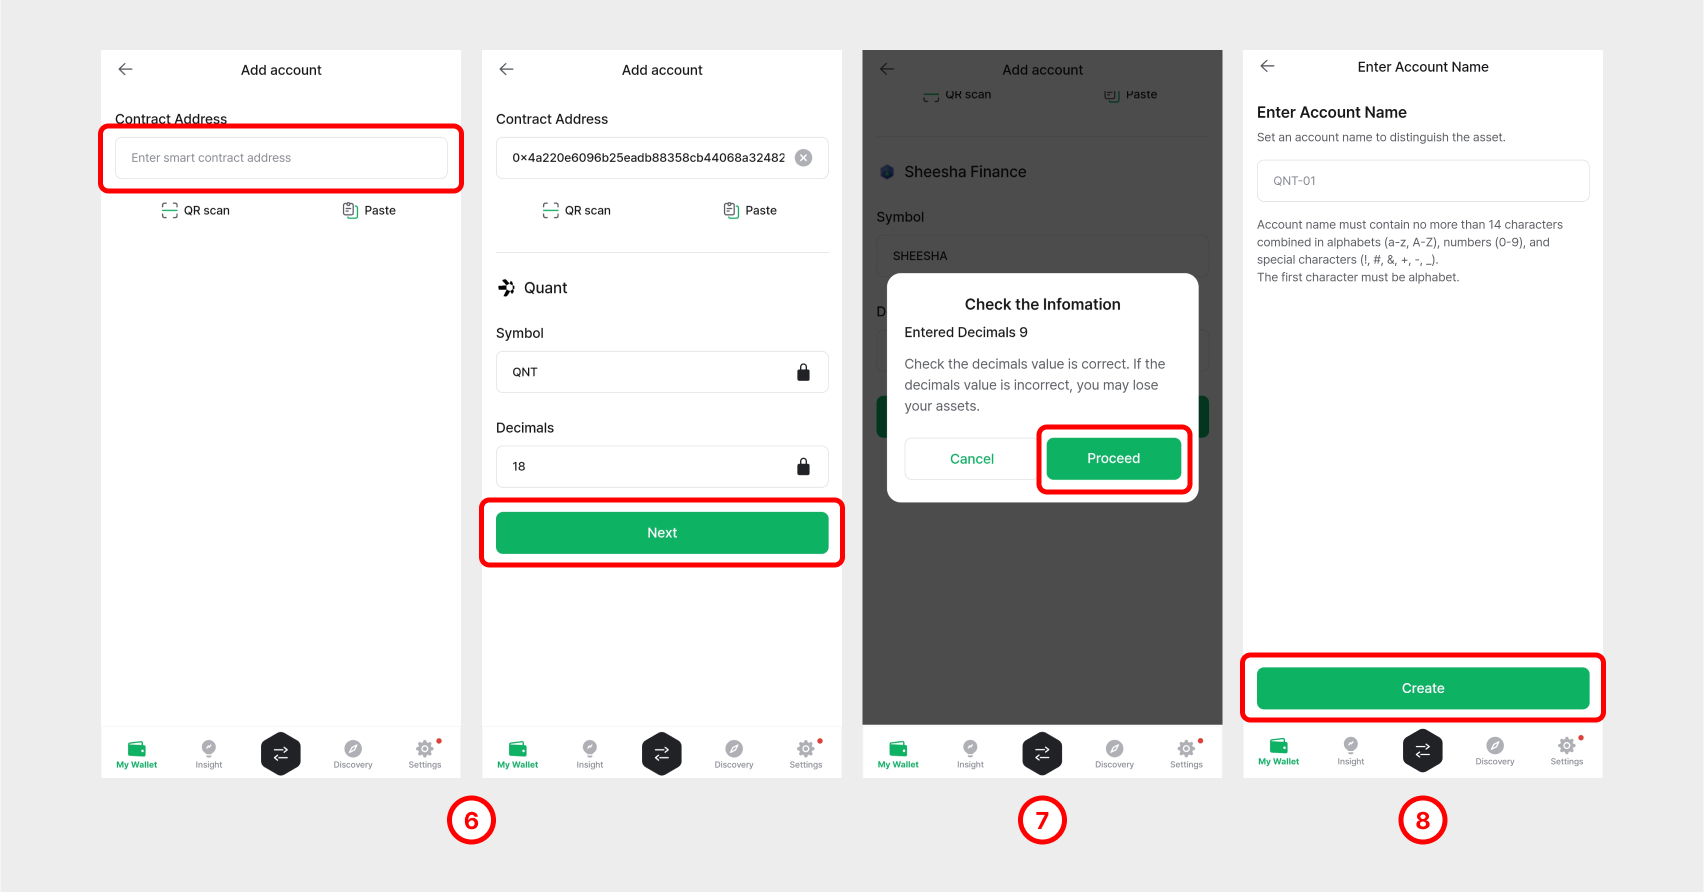 Add account
Contract Address
Enter smart contract address
QR scan
Paste
My Wallet
Insight
Discovery
Settings
Add account
Contract Address
0×4a220e6096b25eadb88358cb44068a32482
QR scan
Paste
Quant
Symbol
QNT
Decimals
18
Next
My Wallet
Insight
Discovery
Settings
6
Add account
QR scan
Paste
Sheesha Finance
Symbol
SHEESHA
D
Check the Infomation
Entered Decimals 9
Check the decimals value is correct. If the
decimals value is incorrect, you may lose
your assets.
Cancel
Proceed
My Wallet
Insight
Discovery
Settings
7
Enter Account Name
Enter Account Name
Set an account name to distinguish the asset.
QNT-01
Account name must contain no more than 14 characters
combined in alphabets (a-z, A-Z), numbers (0-9), and
special characters (!, #, &, +, -, _).
The first character must be alphabet.
Create
My Wallet
Insight
Discovery
Settings
8